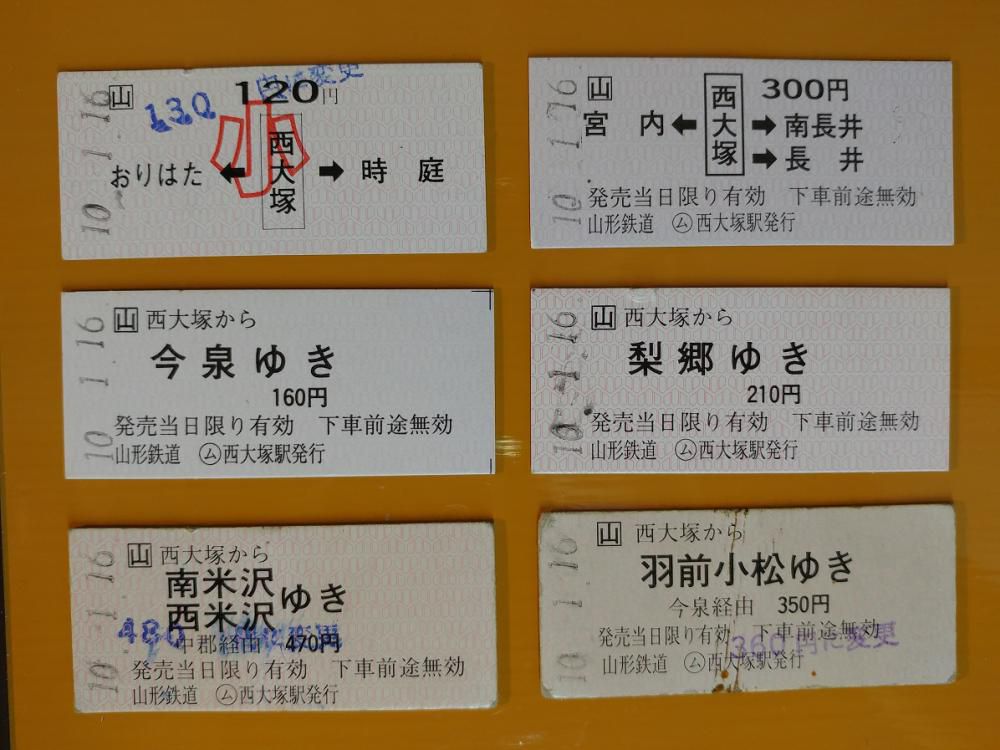 円に変更
山 130 120円
小
おりはた ← 西大塚 → 時庭
10.-1.16
山 西大塚 300円
宮内 ← → 南長井
→ 長井
発売当日限り有効 下車前途無効
山形鉄道 ㋰西大塚駅発行
10.-1.16
山 西大塚から
今泉ゆき
160円
発売当日限り有効 下車前途無効
山形鉄道 ㋰西大塚駅発行
10.-1.16
山 西大塚から
梨郷ゆき
210円
発売当日限り有効 下車前途無効
山形鉄道 ㋰西大塚駅発行
10.-1.16
山 西大塚から
南米沢
西米沢 ゆき
480
中郡経由 470円
発売当日限り有効 下車前途無効
山形鉄道 ㋰西大塚駅発行
10.-1.16
山 西大塚から
羽前小松ゆき
今泉経由 350円
発売当日限り有効 下車前途無効
360円に変更
山形鉄道 ㋰西大塚駅発行
10.-1.16